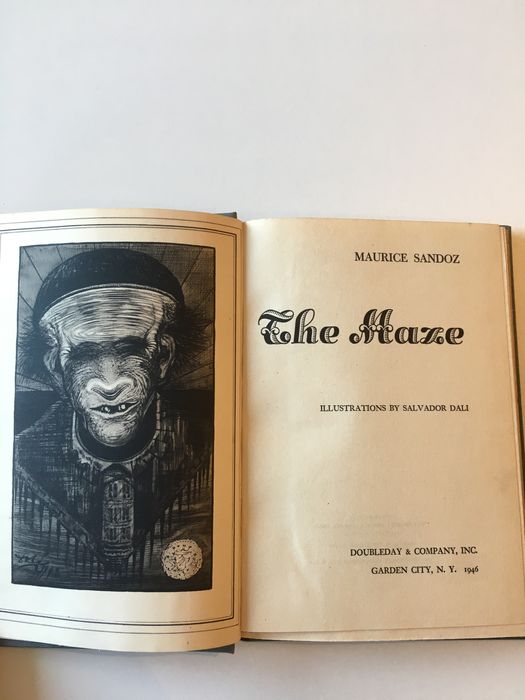 MAURICE SANDOZ
The Maze
ILLUSTRATIONS BY SALVADOR DALI
DOUBLEDAY & COMPANY, INC.
GARDEN CITY, N. Y. 1946